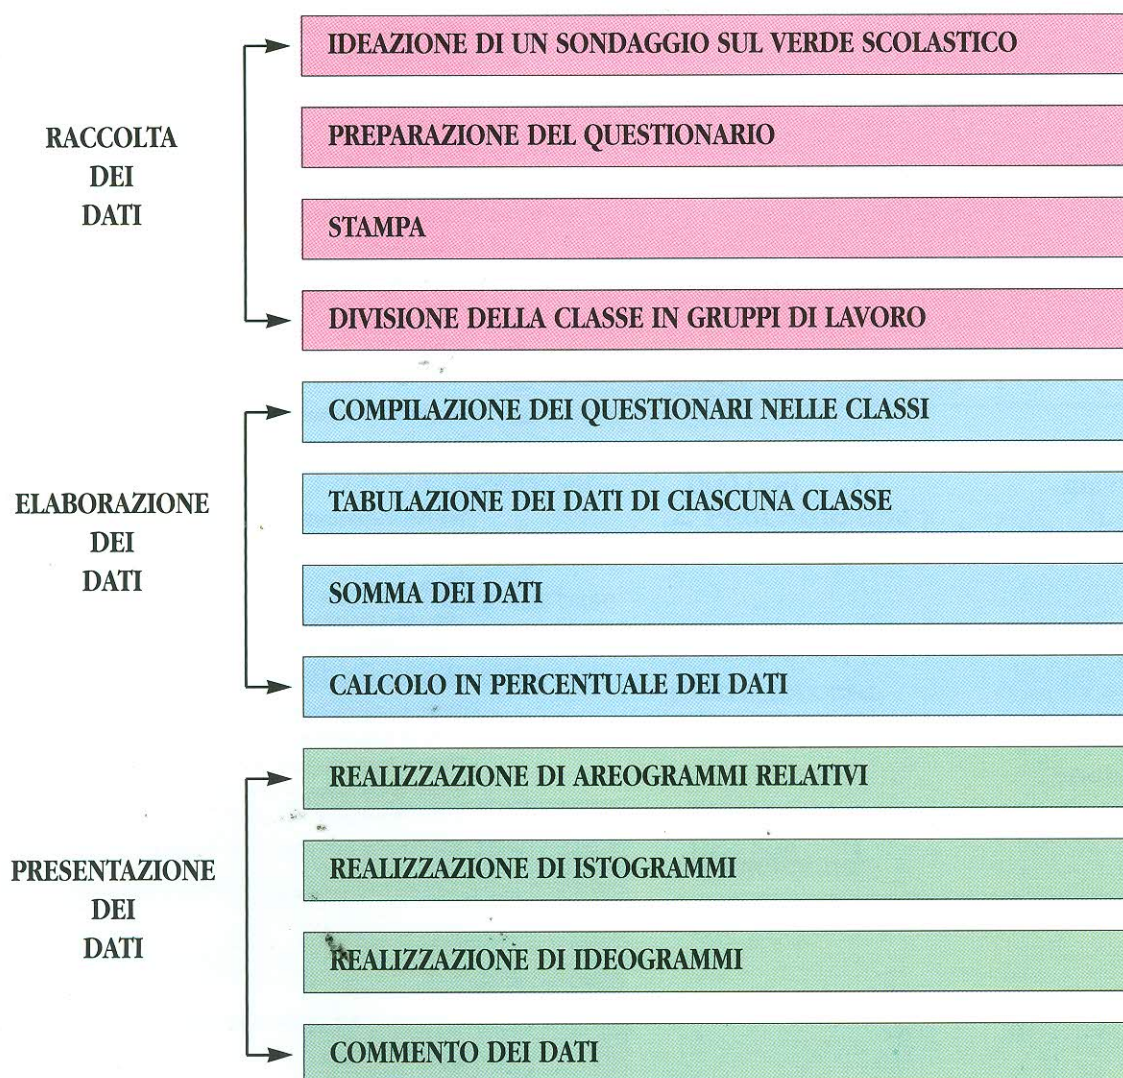 RACCOLTA
DEI
DATI
IDEAZIONE DI UN SONDAGGIO SUL VERDE SCOLASTICO
PREPARAZIONE DEL QUESTIONARIO
STAMPA
DIVISIONE DELLA CLASSE IN GRUPPI DI LAVORO
ELABORAZIONE
DEI
DATI
COMPILAZIONE DEI QUESTIONARI NELLE CLASSI
TABULAZIONE DEI DATI DI CIASCUNA CLASSE
SOMMA DEI DATI
CALCOLO IN PERCENTUALE DEI DATI
PRESENTAZIONE
DEI
DATI
REALIZZAZIONE DI AREOGRAMMI RELATIVI
REALIZZAZIONE DI ISTOGRAMMI
REALIZZAZIONE DI IDEOGRAMMI
COMMENTO DEI DATI